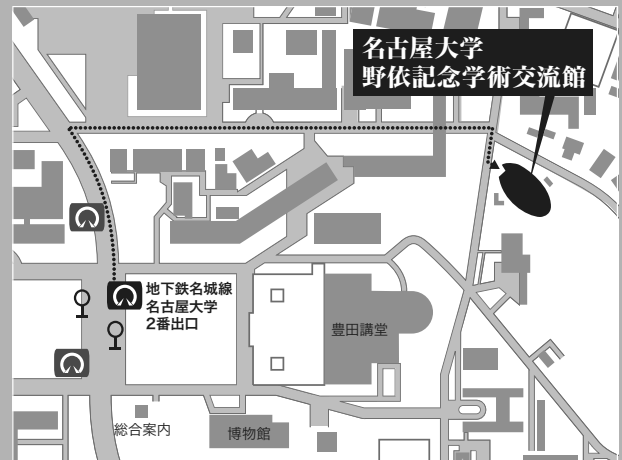 名古屋大学
野依記念学術交流館
地下鉄名城線
名古屋大学
2番出口
豊田講堂
総合案内
博物館